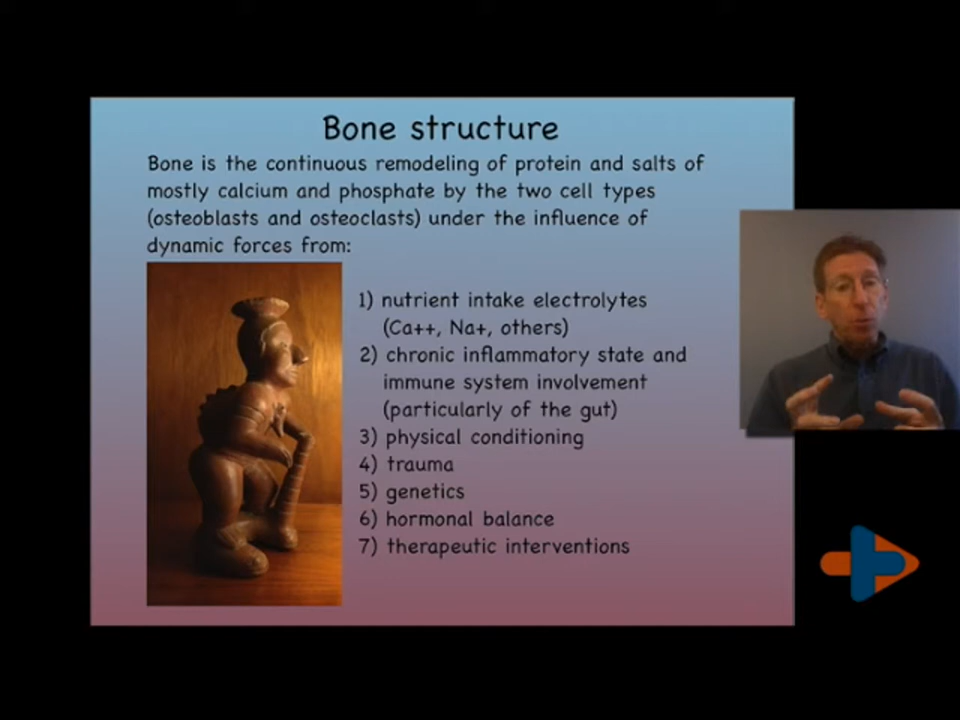 Bone structure
Bone is the continuous remodeling of protein and salts of
mostly calcium and phosphate by the two cell types
(osteoblasts and osteoclasts) under the influence of
dynamic forces from:
1) nutrient intake electrolytes
(Ca++, Na+, others)
2) chronic inflammatory state and
immune system involvement
(particularly of the gut)
3) physical conditioning
4) trauma
5) genetics
6) hormonal balance
7) therapeutic interventions